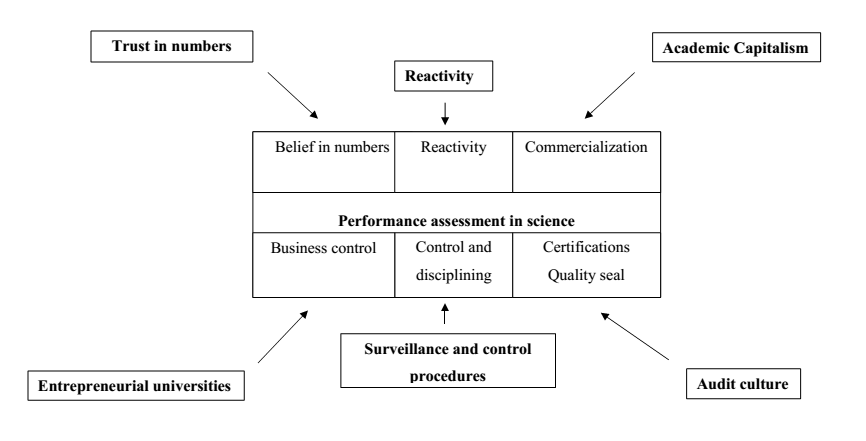 Trust in numbers
Academic Capitalism
Reactivity
Belief in numbers
Reactivity
Commercialization
Performance assessment in science
Business control
Control and
disciplining
Certifications
Quality seal
Surveillance and control
procedures
Entrepreneurial universities
Audit culture